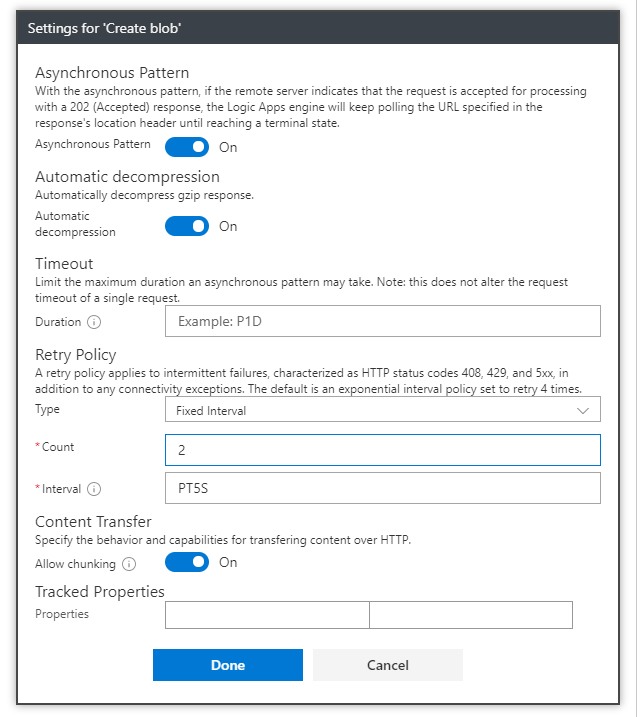 Settings for 'Create blob'
Asynchronous Pattern
With the asynchronous pattern, if the remote server indicates that the request is accepted for processing
with a 202 (Accepted) response, the Logic Apps engine will keep polling the URL specified in the
response's location header until reaching a terminal state.
Asynchronous Pattern On
Automatic decompression
Automatically decompress gzip response.
Automatic
decompression On
Timeout
Limit the maximum duration an asynchronous pattern may take. Note: this does not alter the request
timeout of a single request.
Duration Example: P1D
Retry Policy
A retry policy applies to intermittent failures, characterized as HTTP status codes 408, 429, and 5xx, in
addition to any connectivity exceptions. The default is an exponential interval policy set to retry 4 times.
Type Fixed Interval
*Count 2
*Interval PT5S
Content Transfer
Specify the behavior and capabilities for transfering content over HTTP.
Allow chunking On
Tracked Properties
Properties
Done Cancel